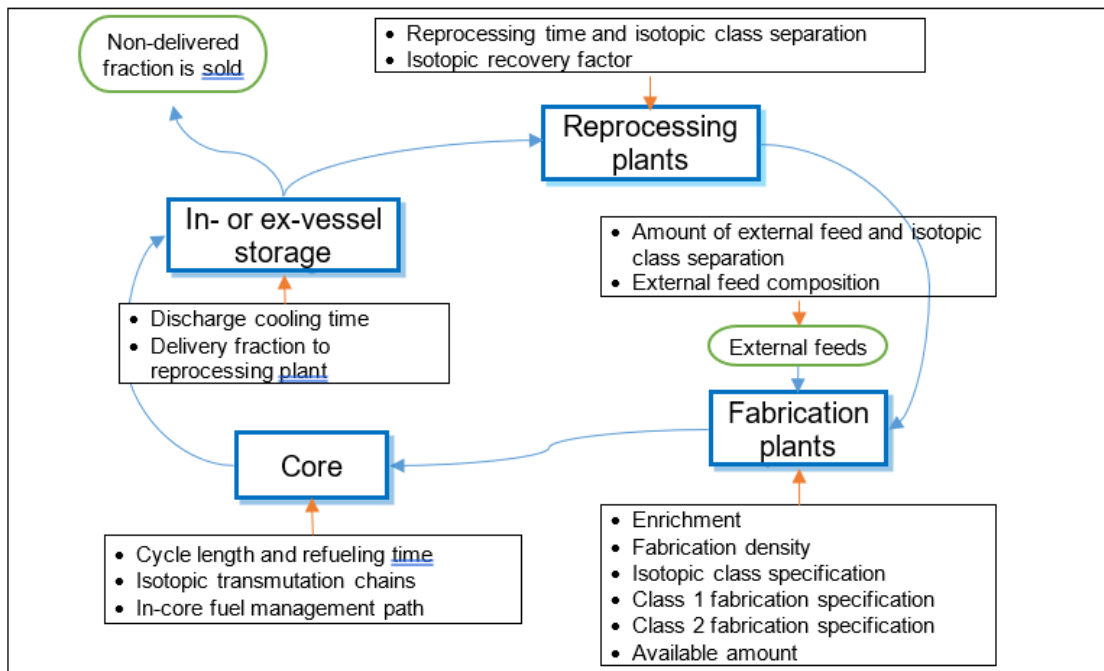 Non-delivered
fraction is sold
• Reprocessing time and isotopic class separation
• Isotopic recovery factor
Reprocessing
plants
In- or ex-vessel
storage
• Amount of external feed and isotopic
class separation
• External feed composition
• Discharge cooling time
• Delivery fraction to
reprocessing plant
External feeds
Fabrication
plants
Core
• Cycle length and refueling time
• Isotopic transmutation chains
• In-core fuel management path
• Enrichment
• Fabrication density
• Isotopic class specification
• Class 1 fabrication specification
• Class 2 fabrication specification
• Available amount